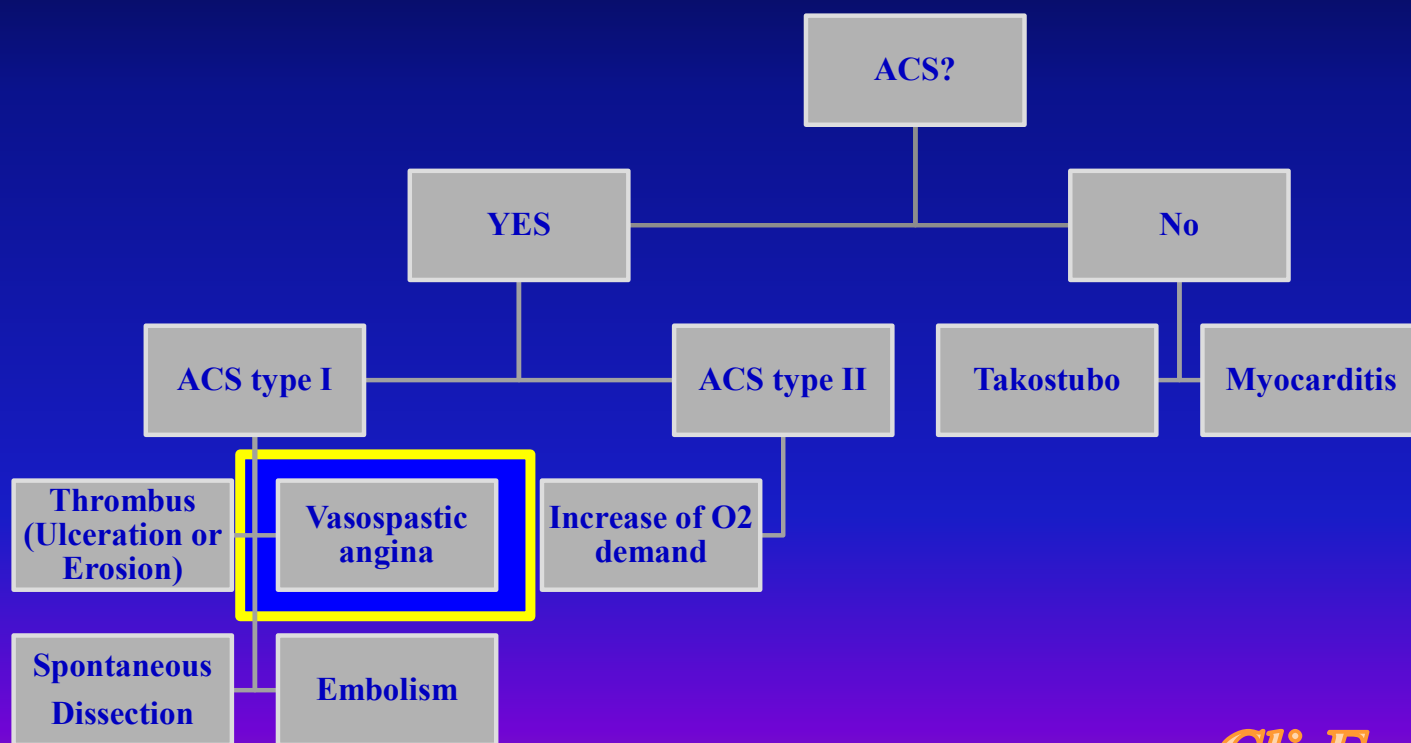 ACS?
YES
No
ACS type I
ACS type II
Takostubo
Myocarditis
Thrombus
(Ulceration or
Erosion)
Vasospastic
angina
Increase of O2
demand
Spontaneous
Dissection
Embolism